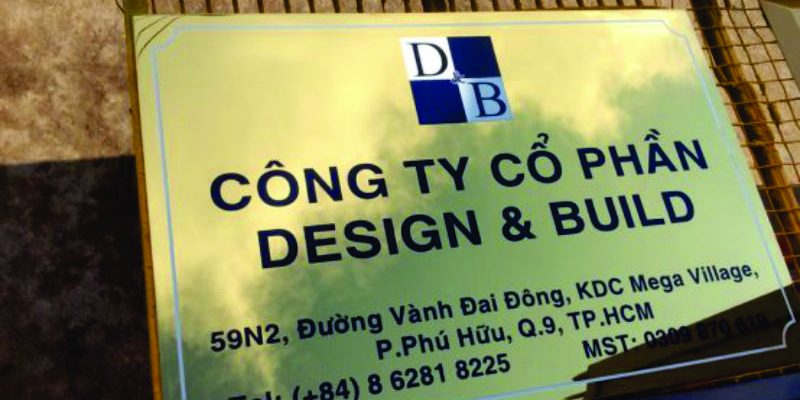 D&B
CÔNG TY CỔ PHẦN
DESIGN & BUILD
59N2, Đường Vành Đai Đông, KDC Mega Village,
P.Phú Hữu, Q.9, TP.HCM
Tel: (+84) 8 6281 8225 MST: 0309 870 619